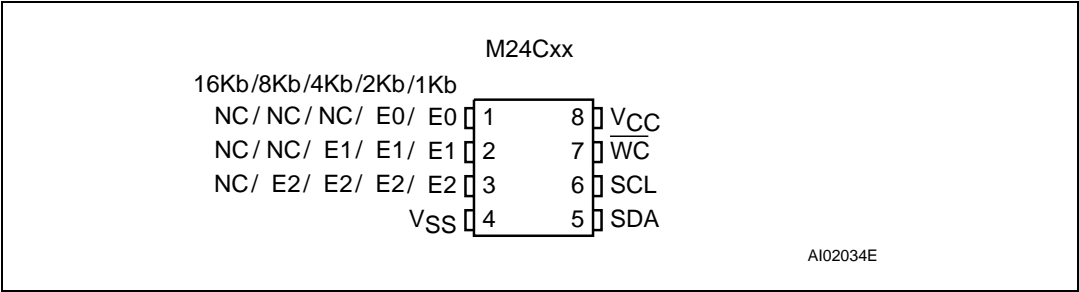 M24Cxx
16Kb/8Kb/4Kb/2Kb/1Kb
NC/ NC/ NC/ E0/ E0 1 8 VCC
NC/ NC/ E1/ E1/ E1 2 7 W̅C̅
NC/ E2/ E2/ E2/ E2 3 6 SCL
VSS 4 5 SDA
AI02034E